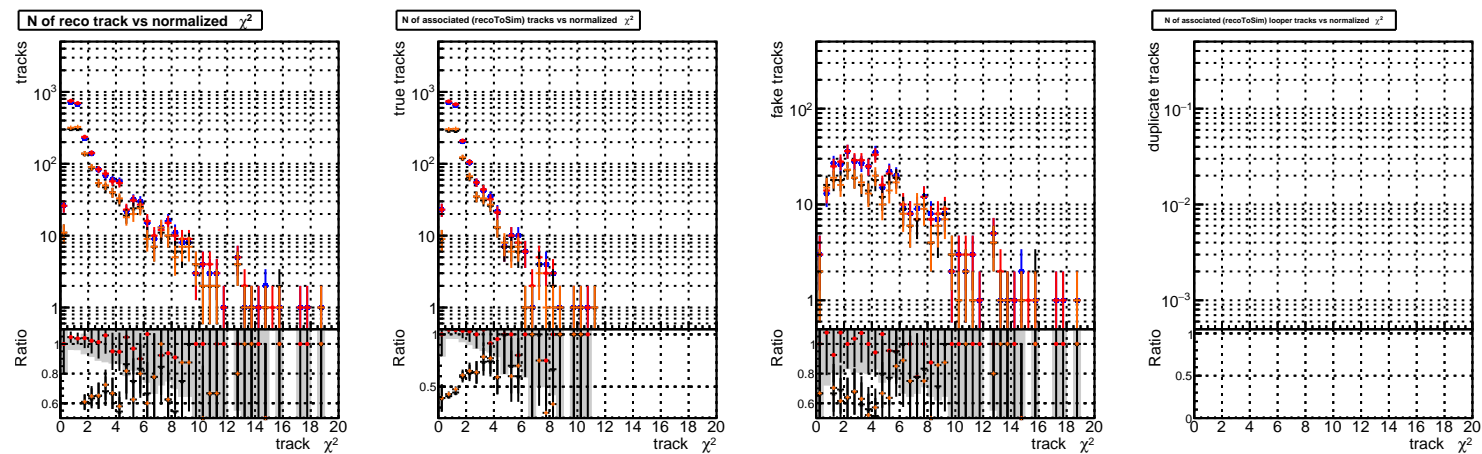 N of reco track vs normalized χ²
tracks
10³
10²
10
1
Ratio
1
0.8
0.6
0 2 4 6 8 10 12 14 16 18 20
track χ²
N of associated (recoToSim) tracks vs normalized χ²
true tracks
10³
10²
10
1
Ratio
1
0.5
0 2 4 6 8 10 12 14 16 18 20
track χ²
fake tracks
10²
10
1
Ratio
1
0.8
0.6
0 2 4 6 8 10 12 14 16 18 20
track χ²
N of associated (recoToSim) looper tracks vs normalized χ²
duplicate tracks
10⁻¹
10⁻²
10⁻³
Ratio
1
0.5
0
0 2 4 6 8 10 12 14 16 18 20
track χ²